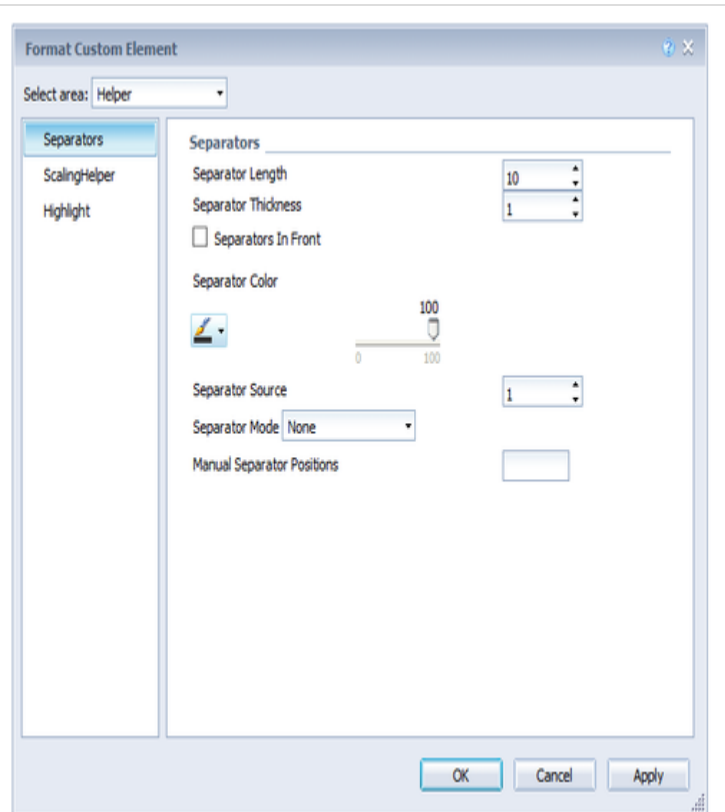 Format Custom Element
Select area: Helper
Separators
ScalingHelper
Highlight
Separators
Separator Length 10
Separator Thickness 1
Separators In Front
Separator Color
100
0 100
Separator Source 1
Separator Mode None
Manual Separator Positions
OK Cancel Apply